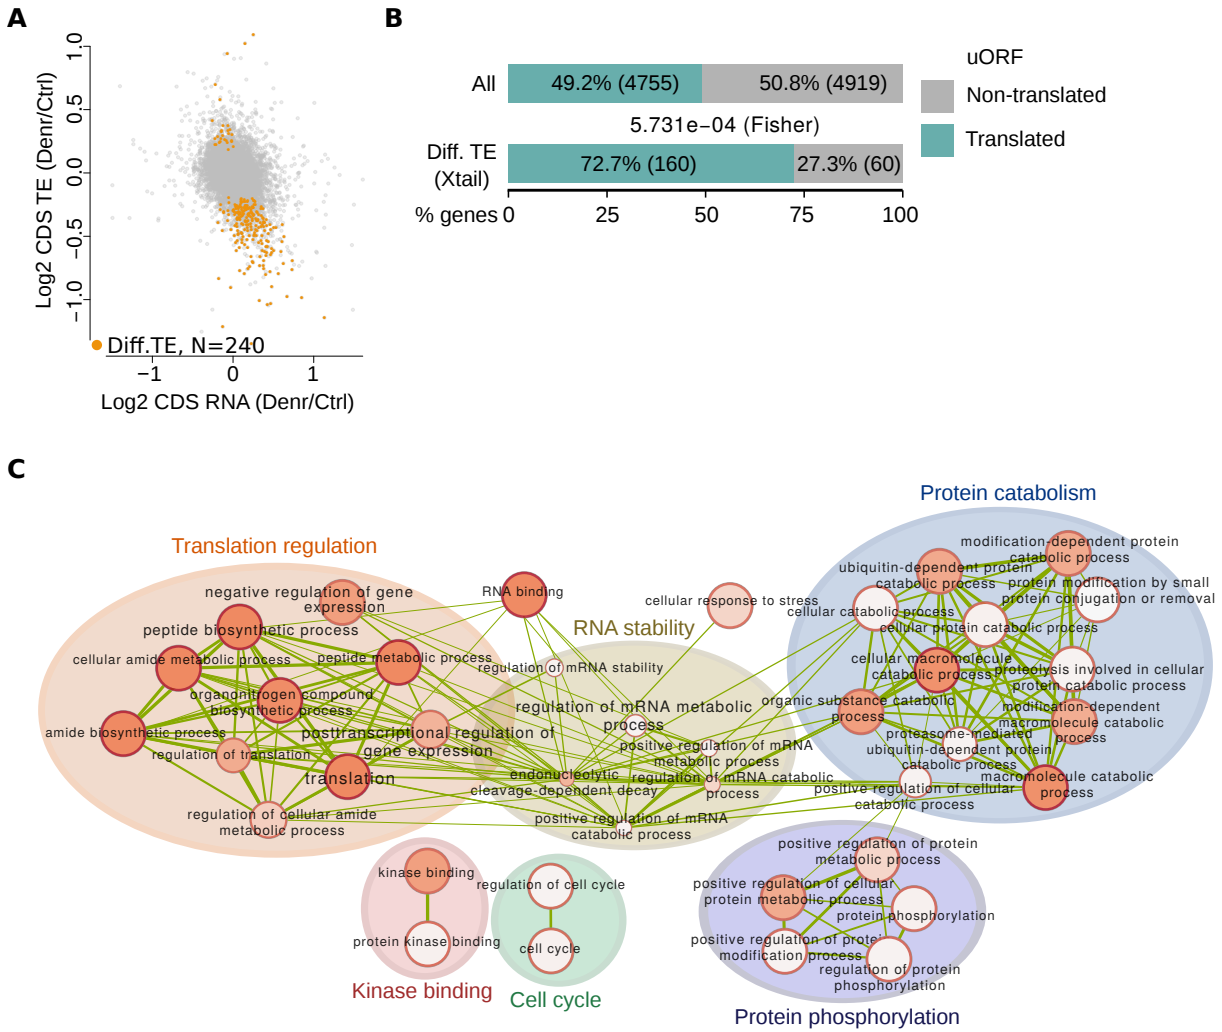 A
1.0
0.5
0.0
−0.5
−1.0
Log2 CDS TE (Denr/Ctrl)
Diff.TE, N=240
−1
0
1
Log2 CDS RNA (Denr/Ctrl)
B
All
49.2% (4755)
50.8% (4919)
5.731e−04 (Fisher)
Diff. TE
(Xtail)
72.7% (160)
27.3% (60)
% genes
0
25
50
75
100
uORF
Non-translated
Translated
C
Translation regulation
negative regulation of gene
expression
peptide biosynthetic process
cellular amide metabolic process
peptide metabolic process
organonitrogen compound
biosynthetic process
amide biosynthetic process
posttranscriptional regulation of
gene expression
regulation of translation
translation
regulation of cellular amide
metabolic process
RNA binding
cellular response to stress
RNA stability
regulation of mRNA stability
regulation of mRNA metabolic
process
positive regulation of mRNA
metabolic process
endonucleolytic
cleavage-dependent decay
regulation of mRNA catabolic
process
positive regulation of mRNA
catabolic process
Protein catabolism
modification-dependent protein
catabolic process
ubiquitin-dependent protein
catabolic process
protein modification by small
protein conjugation or removal
cellular catabolic process
cellular protein catabolic process
cellular macromolecule
catabolic process
proteolysis involved in cellular
protein catabolic process
organic substance catabolic
process
modification-dependent
macromolecule catabolic
process
proteasome-mediated
ubiquitin-dependent protein
catabolic process
macromolecule catabolic
process
positive regulation of cellular
catabolic process
kinase binding
protein kinase binding
Kinase binding
regulation of cell cycle
cell cycle
Cell cycle
positive regulation of protein
metabolic process
positive regulation of cellular
protein metabolic process
protein phosphorylation
positive regulation of protein
modification process
regulation of protein
phosphorylation
Protein phosphorylation